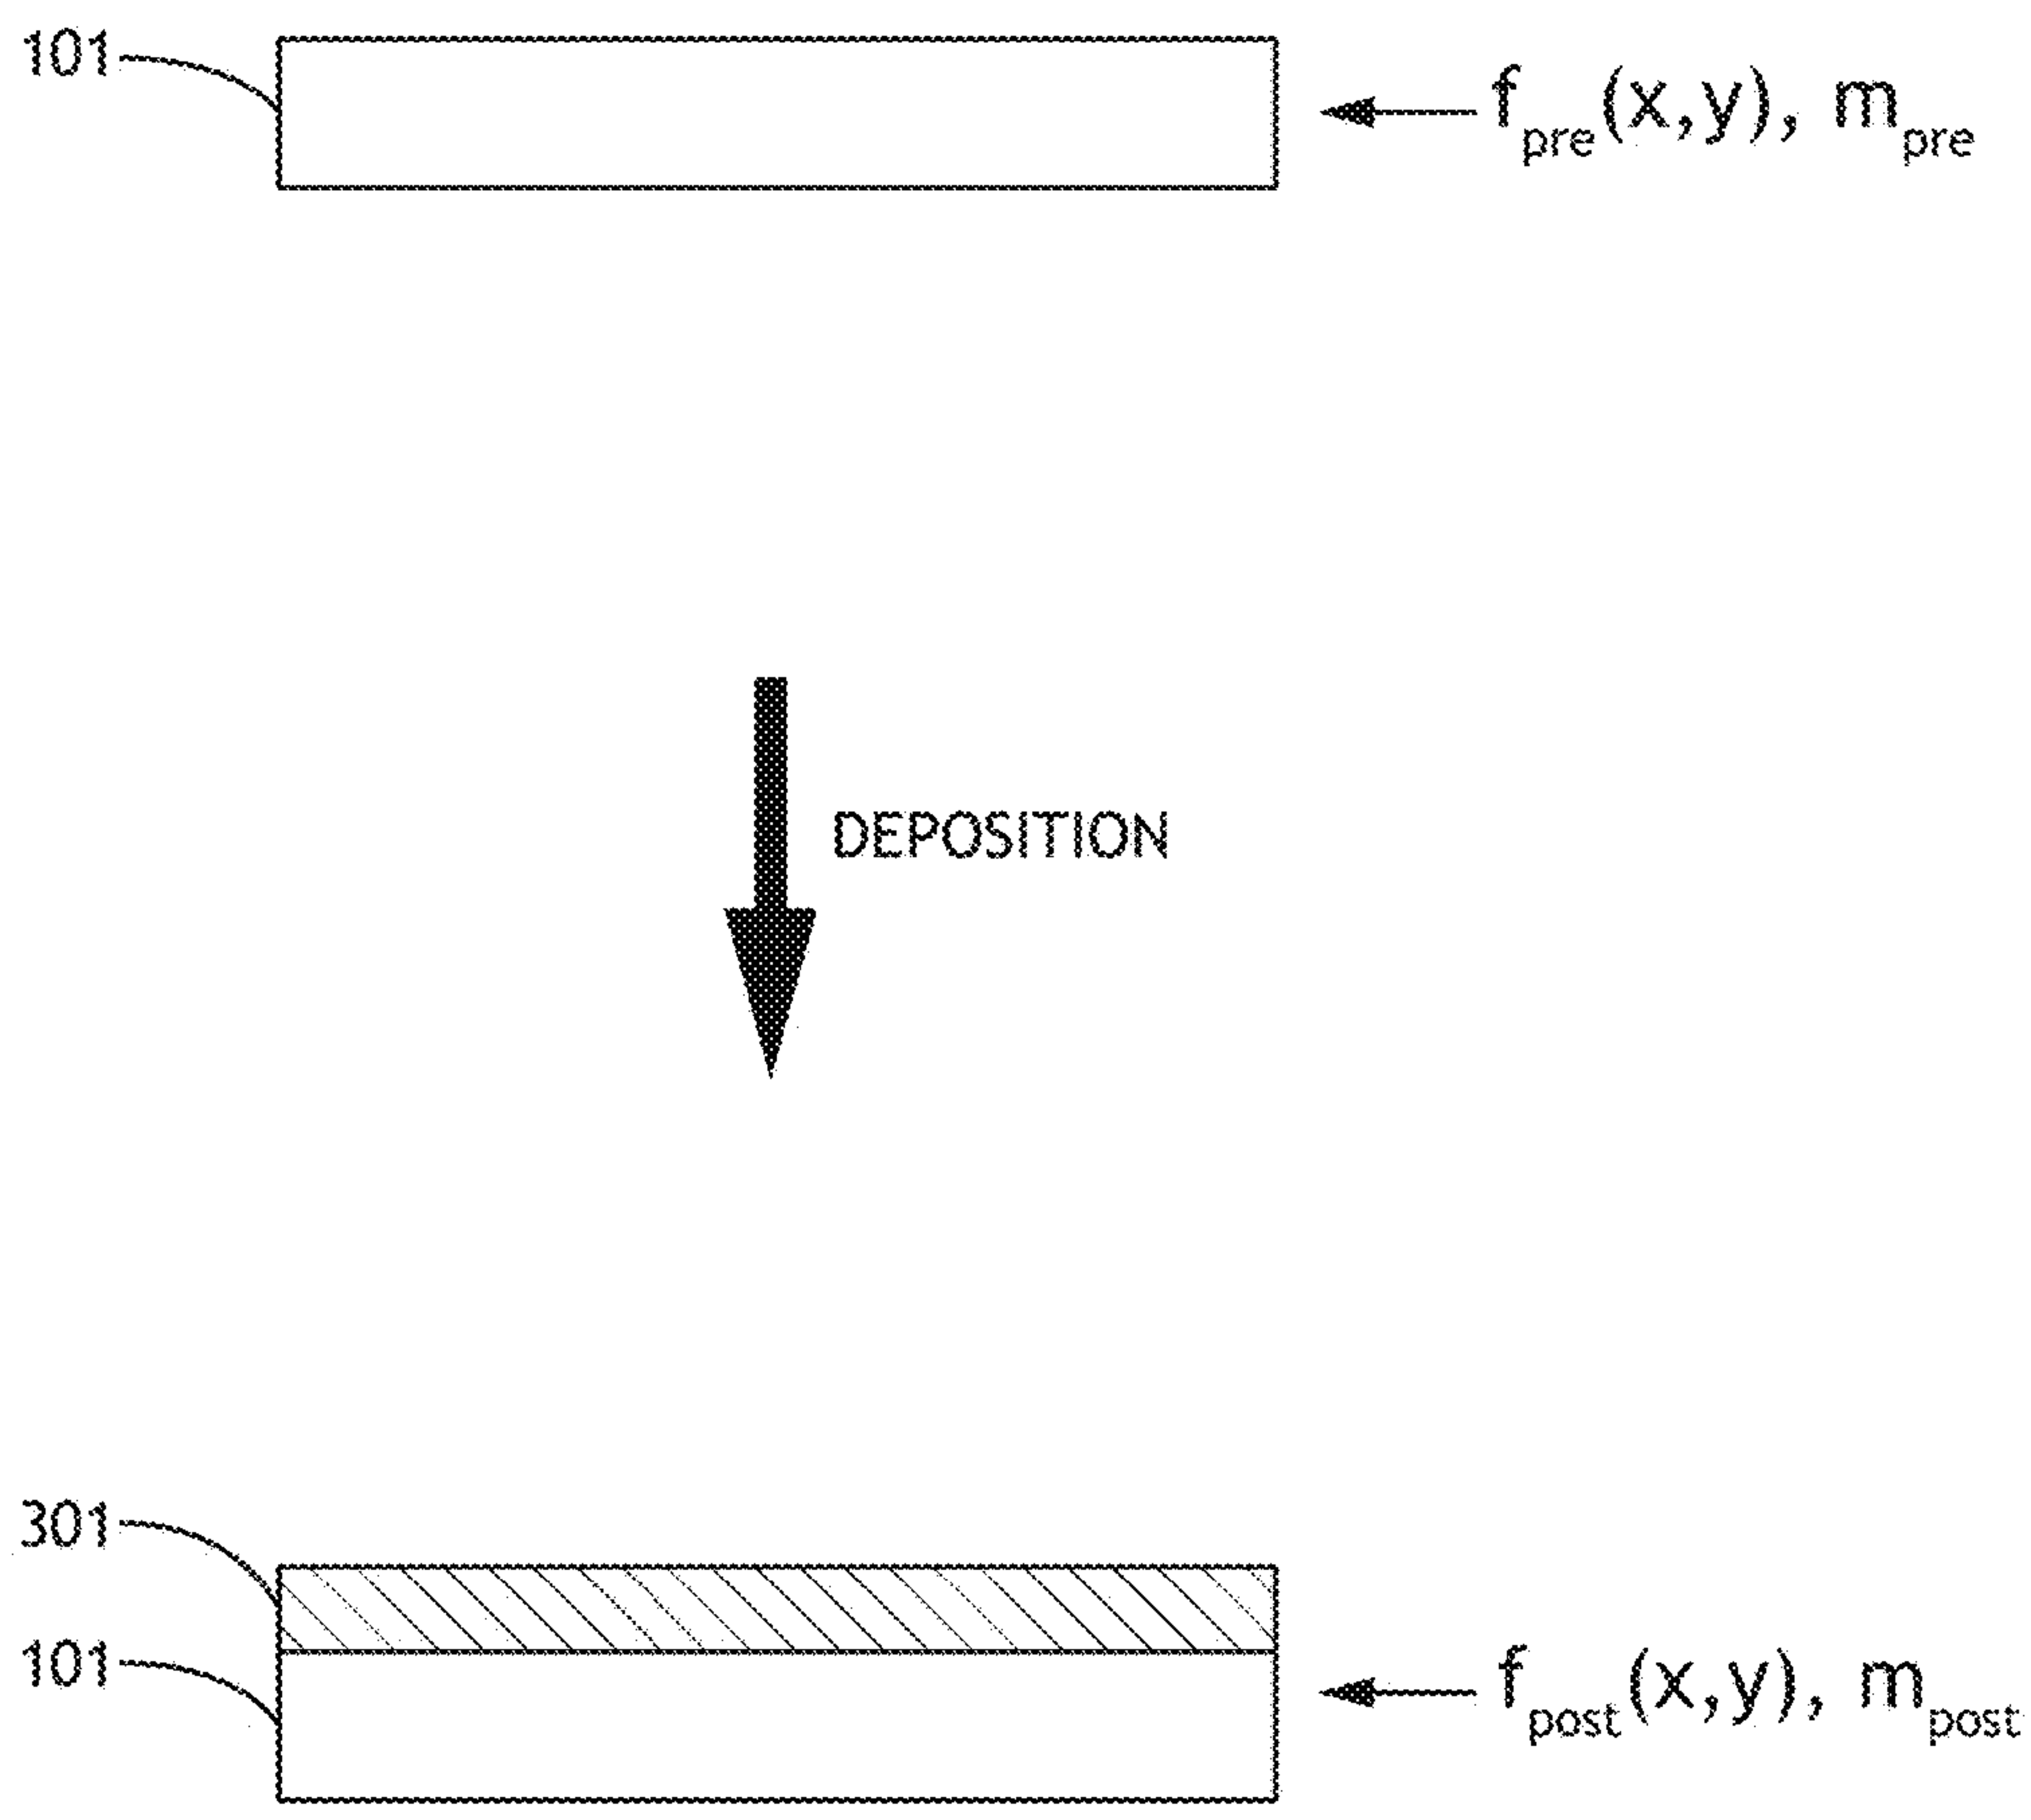 101
f_pre(x,y), m_pre
DEPOSITION
301
101
f_post(x,y), m_post